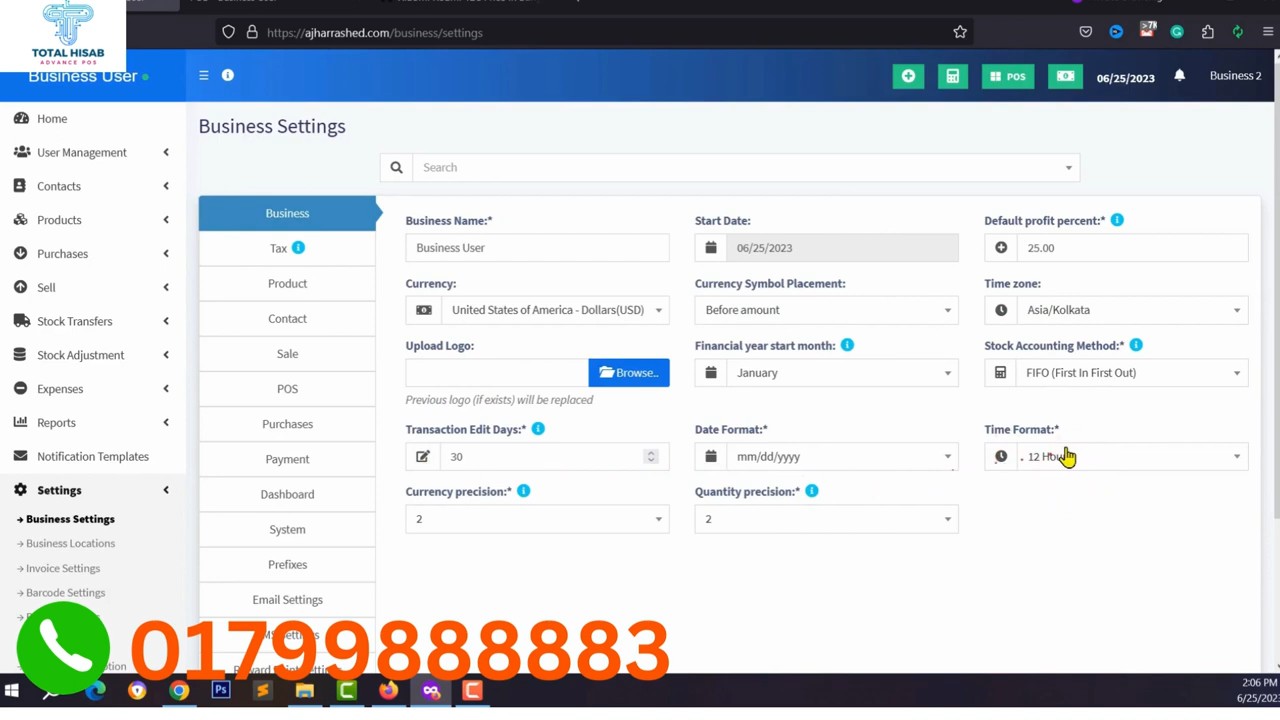 TOTAL HISAB
ADVANCE POS
https://ajharrashed.com/business/settings
>7K
Business User
POS
06/25/2023
Business 2
Home
User Management
Contacts
Products
Purchases
Sell
Stock Transfers
Stock Adjustment
Expenses
Reports
Notification Templates
Settings
Business Settings
Business Locations
Invoice Settings
Barcode Settings
Business Settings
Search
Business
Tax
Product
Contact
Sale
POS
Purchases
Payment
Dashboard
System
Prefixes
Email Settings
Business Name:*
Business User
Start Date:
06/25/2023
Default profit percent:*
25.00
Currency:
United States of America - Dollars(USD)
Currency Symbol Placement:
Before amount
Time zone:
Asia/Kolkata
Upload Logo:
Browse..
Previous logo (if exists) will be replaced
Financial year start month:
January
Stock Accounting Method:*
FIFO (First In First Out)
Transaction Edit Days:*
30
Date Format:*
mm/dd/yyyy
Time Format:*
12 Hour
Currency precision:*
2
Quantity precision:*
2
01799888883
Ps
2:06 PM
6/25/2023